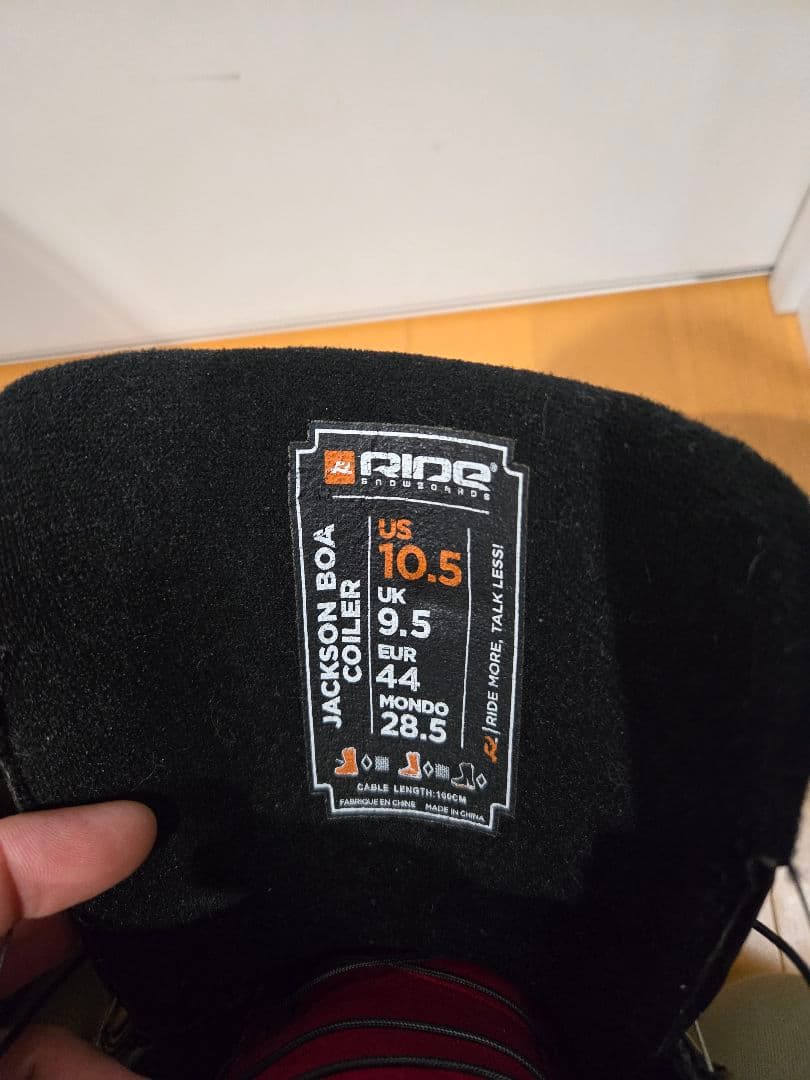 RIDE®
SNOWBOARDS
JACKSON BOA
COILER
US
10.5
UK
9.5
EUR
44
MONDO
28.5
RIDE MORE, TALK LESS!
CABLE LENGTH:100CM
FABRIQUE EN CHINE MADE IN CHINA